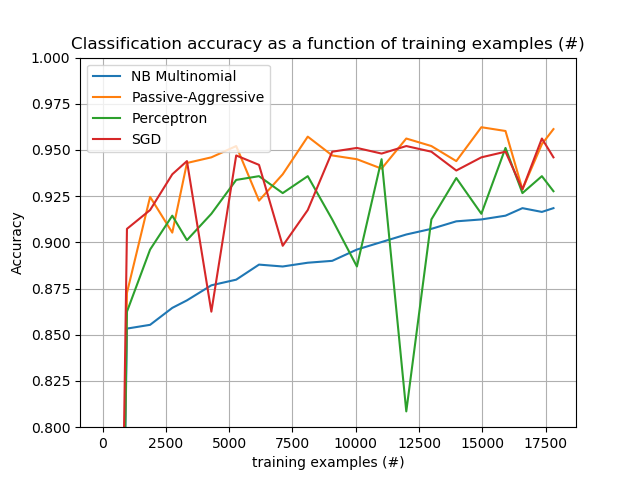 Classification accuracy as a function of training examples (#)
NB Multinomial
Passive-Aggressive
Perceptron
SGD
Accuracy
1.000
0.975
0.950
0.925
0.900
0.875
0.850
0.825
0.800
0 2500 5000 7500 10000 12500 15000 17500
training examples (#)